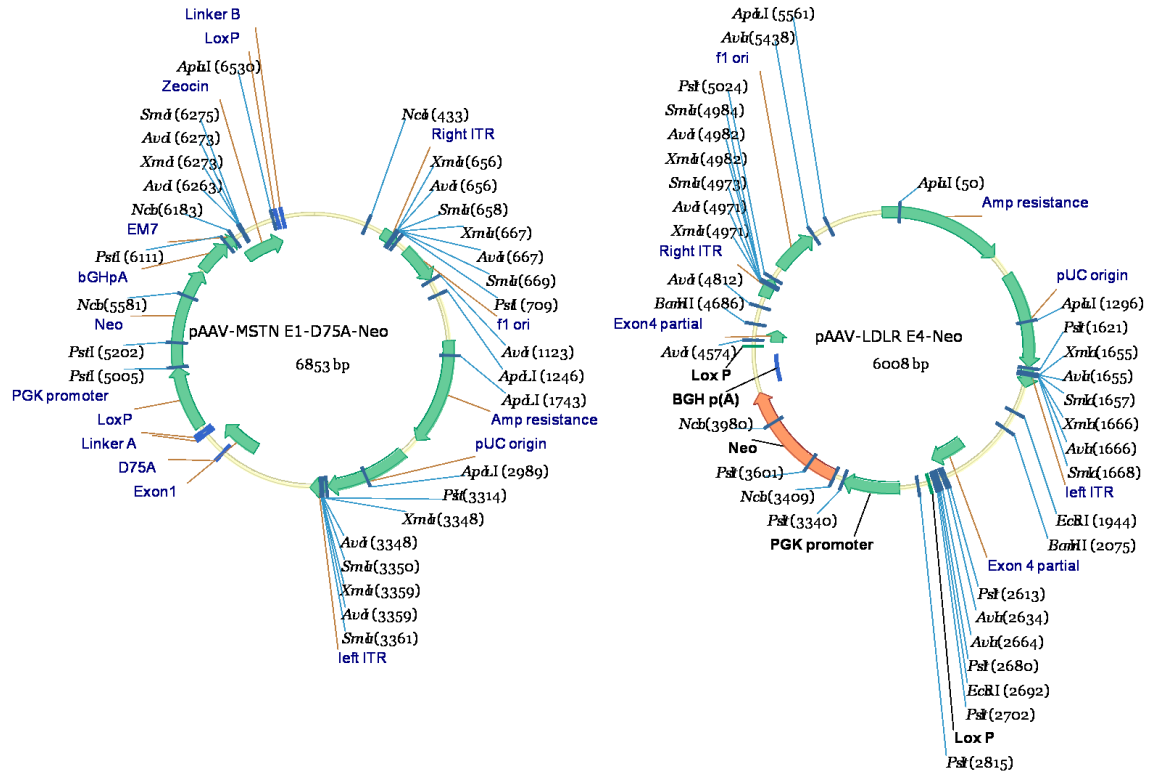 Linker B
LoxP
ApaLI (6530)
Zeocin
SmaI (6275)
AvaI (6273)
XmaI (6273)
AvaI (6263)
NcoI (6183)
EM7
PstI (6111)
bGHpA
NcoI (5581)
Neo
PstI (5202)
PstI (5005)
PGK promoter
LoxP
Linker A
D75A
Exon1
pAAV-MSTN E1-D75A-Neo
6853 bp
NcoI (433)
Right ITR
XmaI (656)
AvaI (656)
SmaI (658)
XmaI (667)
AvaI (667)
SmaI (669)
PstI (709)
f1 ori
AvaI (1123)
ApaLI (1246)
ApaLI (1743)
Amp resistance
pUC origin
ApaLI (2989)
PstI (3314)
XmaI (3348)
AvaI (3348)
SmaI (3350)
XmaI (3359)
AvaI (3359)
SmaI (3361)
left ITR
ApaLI (5561)
AvaI (5438)
f1 ori
PstI (5024)
SmaI (4984)
AvaI (4982)
XmaI (4982)
SmaI (4973)
AvaI (4971)
XmaI (4971)
Right ITR
AvaI (4812)
BamHI (4686)
Exon4 partial
AvaI (4574)
Lox P
BGH p(A)
NcoI (3980)
Neo
PstI (3601)
NcoI (3409)
PstI (3340)
PGK promoter
pAAV-LDLR E4-Neo
6008 bp
ApaLI (50)
Amp resistance
pUC origin
ApaLI (1296)
PstI (1621)
XmaI (1655)
AvaI (1655)
SmaI (1657)
XmaI (1666)
AvaI (1666)
SmaI (1668)
left ITR
EcoRI (1944)
BamHI (2075)
Exon 4 partial
PstI (2613)
AvaI (2634)
AvaI (2664)
PstI (2680)
EcoRI (2692)
PstI (2702)
Lox P
PstI (2815)